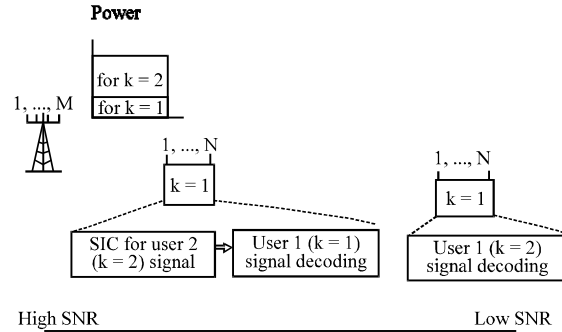 Power
for k = 2
for k = 1
1, ..., M
1, ..., N
k = 1
1, ..., N
k = 1
SIC for user 2
(k = 2) signal
User 1 (k = 1)
signal decoding
User 1 (k = 2)
signal decoding
High SNR
Low SNR